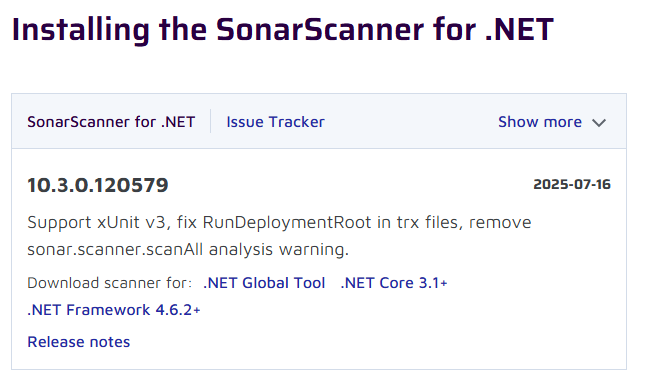 Installing the SonarScanner for .NET
SonarScanner for .NET
Issue Tracker
Show more
10.3.0.120579
2025-07-16
Support xUnit v3, fix RunDeploymentRoot in trx files, remove
sonar.scanner.scanAll analysis warning.
Download scanner for: .NET Global Tool .NET Core 3.1+
.NET Framework 4.6.2+
Release notes